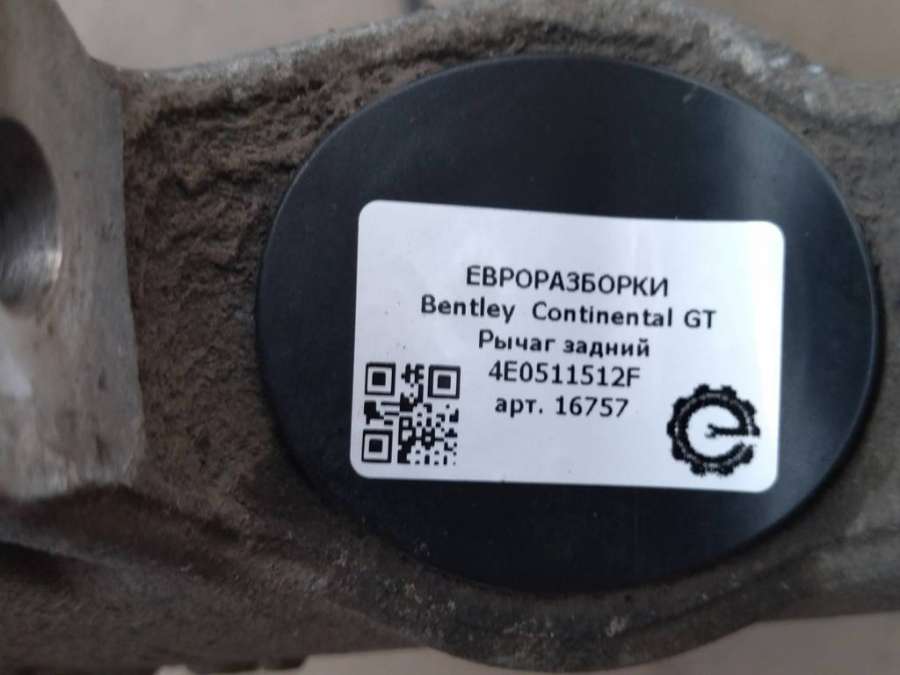 ЕВРОРАЗБОРКИ
Bentley Continental GT
Рычаг задний
4E0511512F
арт. 16757